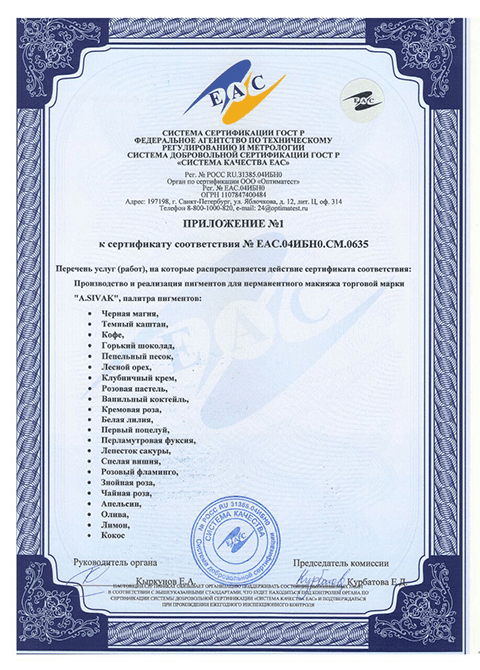 ЕАС
ЕАС
СИСТЕМА СЕРТИФИКАЦИИ ГОСТ Р
ФЕДЕРАЛЬНОЕ АГЕНТСТВО ПО ТЕХНИЧЕСКОМУ
РЕГУЛИРОВАНИЮ И МЕТРОЛОГИИ
СИСТЕМА ДОБРОВОЛЬНОЙ СЕРТИФИКАЦИИ ГОСТ Р
«СИСТЕМА КАЧЕСТВА ЕАС»
Рег. № РОСС RU.31385.04ИБН0
Орган по сертификации ООО «Оптиматест»
Рег. № ЕАС.04ИБН0
ОГРН 1107847400484
Адрес: 197198, г. Санкт-Петербург, ул. Яблочкова, д. 12, лит. Ц, оф. 314
Телефон 8-800-1000-820, e-mail: 24@optimatest.ru
ПРИЛОЖЕНИЕ №1
к сертификату соответствия № ЕАС.04ИБН0.СМ.0635
Перечень услуг (работ), на которые распространяется действие сертификата соответствия:
Производство и реализация пигментов для перманентного макияжа торговой марки
"A.SIVAK", палитра пигментов:
• Черная магия,
• Темный каштан,
• Кофе,
• Горький шоколад,
• Пепельный песок,
• Лесной орех,
• Клубничный крем,
• Розовая пастель,
• Ванильный коктейль,
• Кремовая роза,
• Белая лилия,
• Первый поцелуй,
• Перламутровая фуксия,
• Лепесток сакуры,
• Спелая вишня,
• Розовый фламинго,
• Знойная роза,
• Чайная роза,
• Апельсин,
• Олива,
• Лимон,
• Кокос
№ РОСС RU 31385.04ИБН0
СИСТЕМА КАЧЕСТВА
ЕАС
Система добровольной сертификации
Руководитель органа
Председатель комиссии
Кыркунов Е.А.
Курбатова Е.Д.
НАСТОЯЩИЙ СЕРТИФИКАТ ОБЯЗЫВАЕТ ОРГАНИЗАЦИЮ ПОДДЕРЖИВАТЬ СОСТОЯНИЕ
В СООТВЕТСТВИИ С ВЫШЕУКАЗАННЫМИ СТАНДАРТАМИ, ЧТО БУДЕТ НАХОДИТЬСЯ ПОД КОНТРОЛЕМ ОРГАНА ПО
СЕРТИФИКАЦИИ СИСТЕМЫ ДОБРОВОЛЬНОЙ СЕРТИФИКАЦИИ «СИСТЕМА КАЧЕСТВА ЕАС» И ПОДТВЕРЖДАТЬСЯ
ПРИ ПРОХОЖДЕНИИ ЕЖЕГОДНОГО ИНСПЕКЦИОННОГО КОНТРОЛЯ